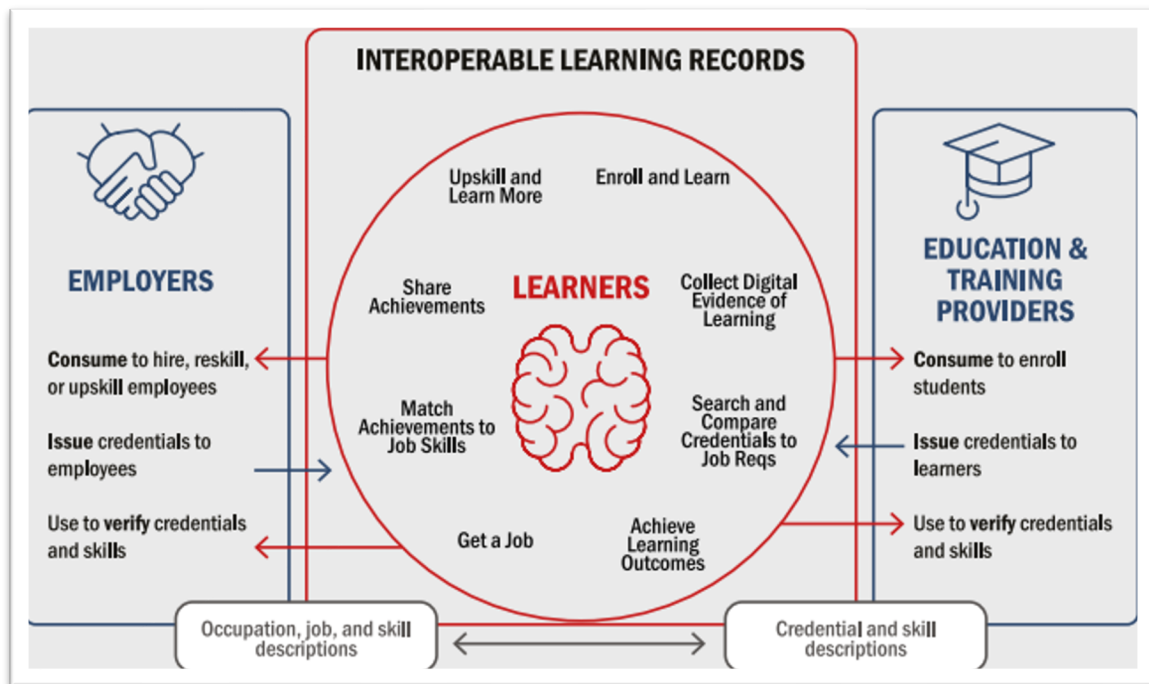 INTEROPERABLE LEARNING RECORDS
EMPLOYERS
Consume to hire, reskill,
or upskill employees
Issue credentials to
employees
Use to verify credentials
and skills
Upskill and
Learn More
Enroll and Learn
Share
Achievements
LEARNERS
Collect Digital
Evidence of
Learning
Match
Achievements to
Job Skills
Search and
Compare
Credentials to
Job Reqs
Get a Job
Achieve
Learning
Outcomes
EDUCATION &
TRAINING
PROVIDERS
Consume to enroll
students
Issue credentials to
learners
Use to verify credentials
and skills
Occupation, job, and skill
descriptions
Credential and skill
descriptions